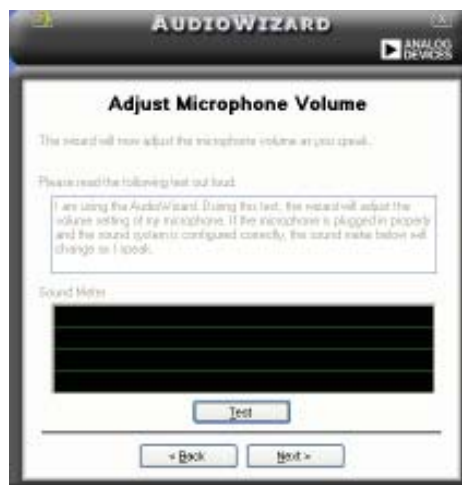 AUDIOWIZARD
ANALOG
DEVICES
Adjust Microphone Volume
The wizard will now adjust the microphone volume as you speak.
Please read the following text out loud.
I am using the AudioWizard. During this test, the wizard will adjust the
volume setting of my microphone. If the microphone is plugged in properly
and the sound system is configured correctly, the sound meter below will
change as I speak.
Sound Meter
Test
< Back
Next >